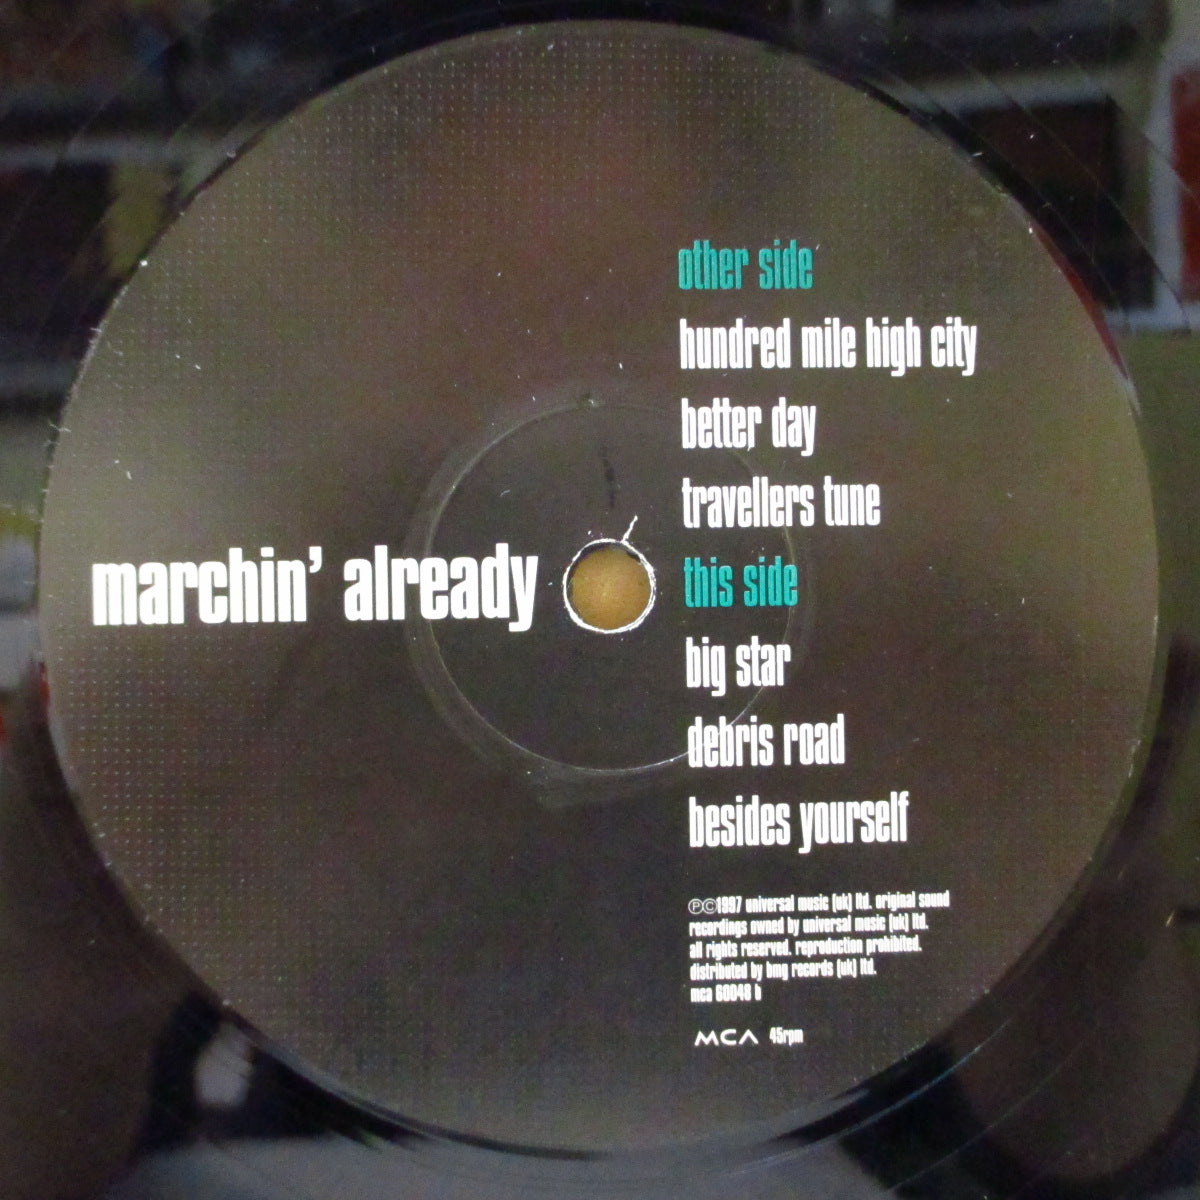 marchin' already
other side
hundred mile high city
better day
travellers tune
this side
big star
debris road
besides yourself
℗©1997 universal music (uk) ltd. original sound
recordings owned by universal music (uk) ltd.
all rights reserved. reproduction prohibited.
distributed by bmg records (uk) ltd.
mca 60048 b
MCA 45rpm